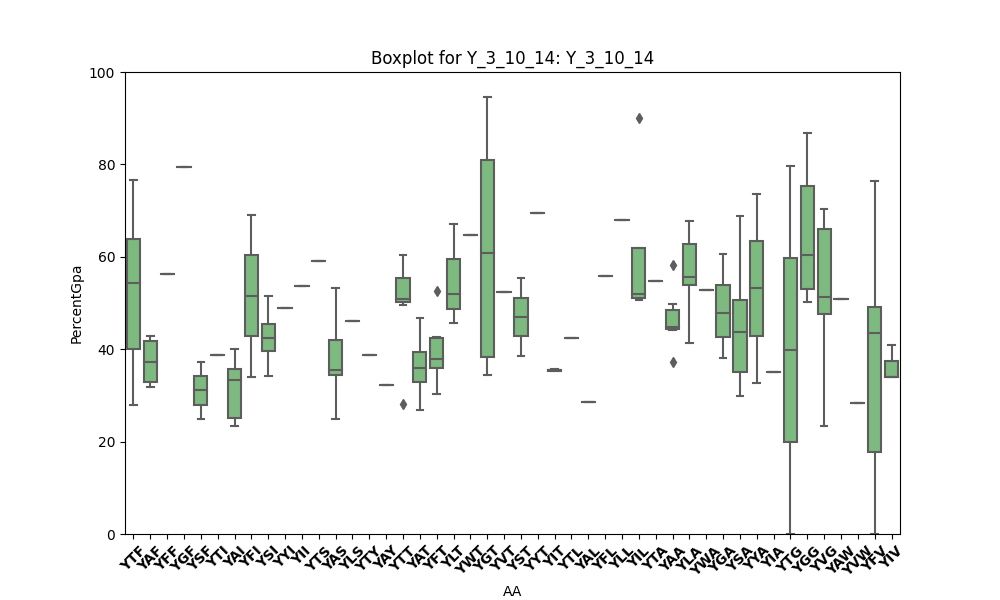 Boxplot for Y_3_10_14: Y_3_10_14
100
80
60
40
20
0
PercentGpa
YTF YAF YFF YGF YSF YTI YAI YFI YSI YYI YII YTS YAS YLS YTY YAY YTT YAT YFT YLT YWT YGT YVT YST YYT YIT YTL YAL YFL YLL YIL YTA YAA YLA YWA YGA YSA YYA YIA YTG YGG YVG YAW YVW YFV YIV
AA